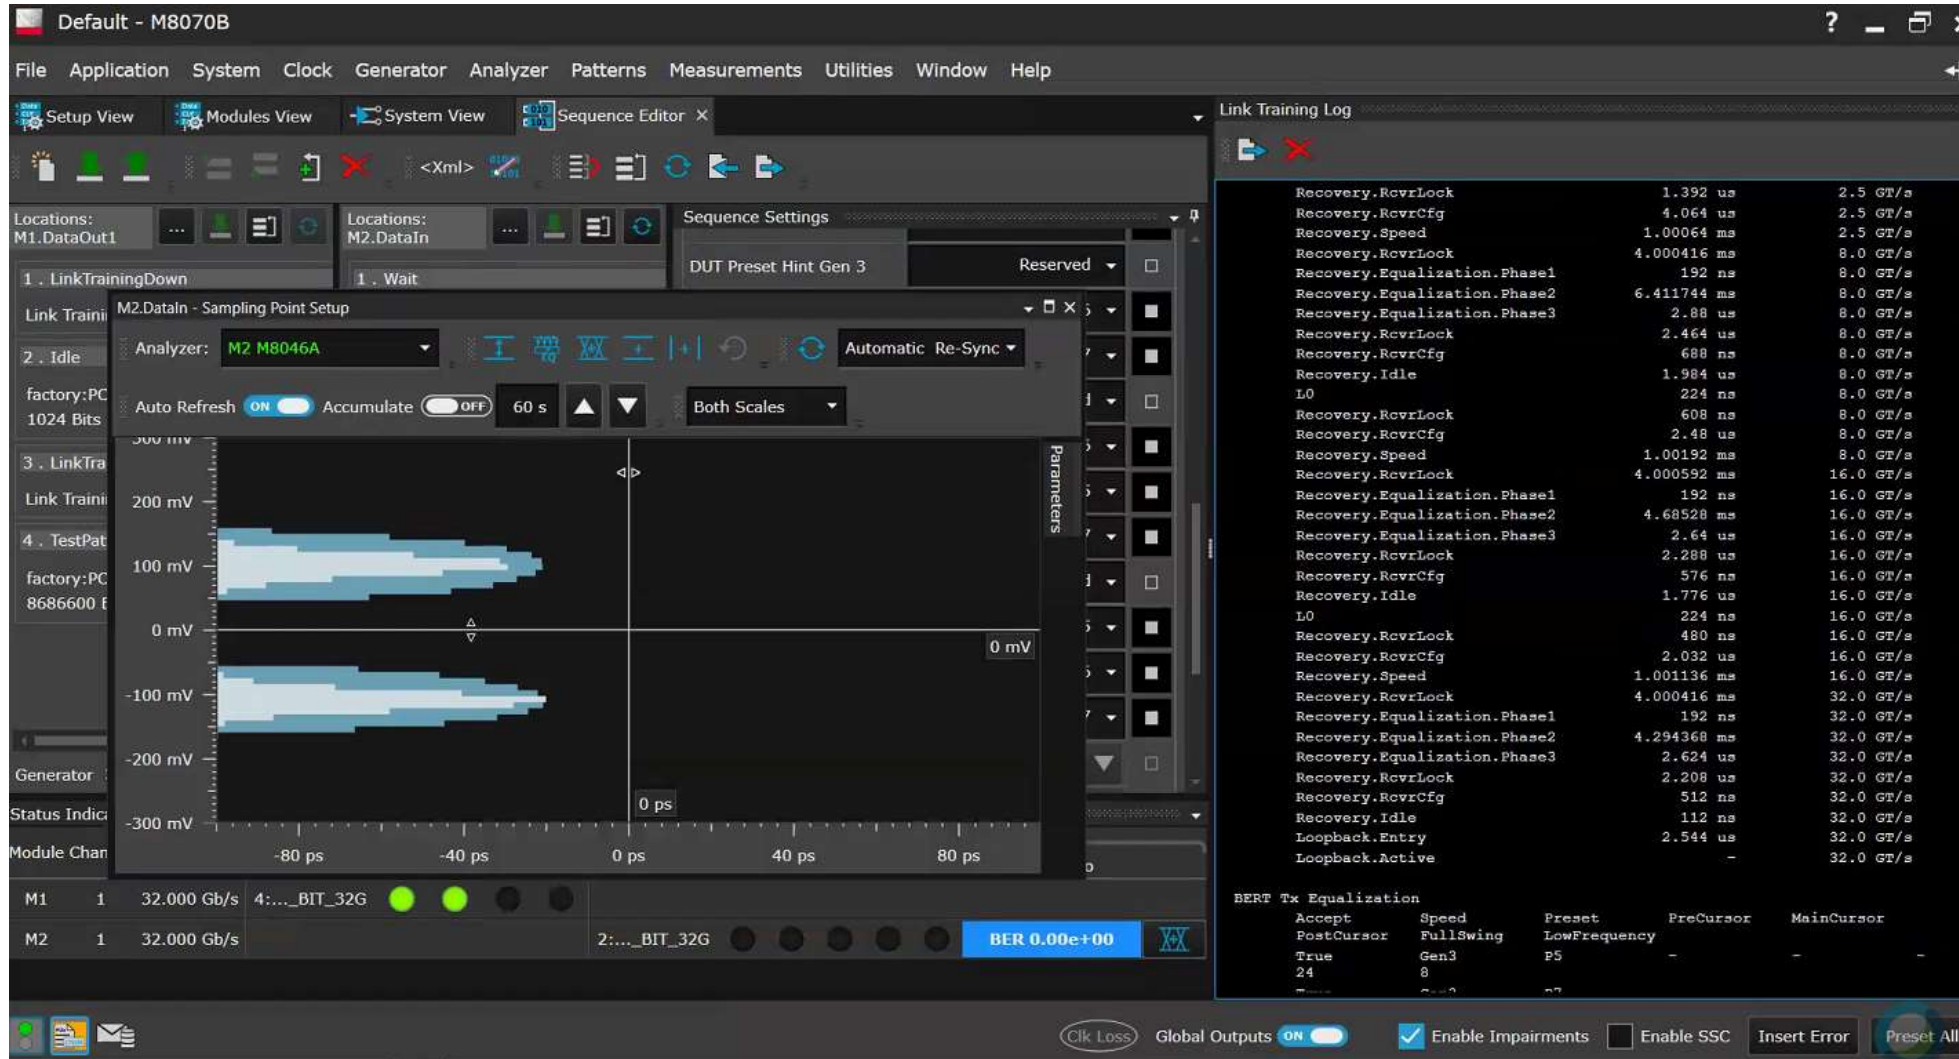 Default - M8070B
?
File Application System Clock Generator Analyzer Patterns Measurements Utilities Window Help
Setup View Modules View System View Sequence Editor ×
Link Training Log
<Xml>
Locations:
M1.DataOut1
...
Locations:
M2.DataIn
...
Sequence Settings
DUT Preset Hint Gen 3 Reserved
1 . LinkTrainingDown
1 . Wait
Link Traini
2 . Idle
factory:PC
1024 Bits
3 . LinkTra
Link Traini
4 . TestPat
factory:PC
8686600
Generator
M2.DataIn - Sampling Point Setup
Analyzer: M2 M8046A
Automatic Re-Sync
Auto Refresh ON Accumulate OFF 60 s Both Scales
Parameters
300 mV
200 mV
100 mV
0 mV
-100 mV
-200 mV
-300 mV
0 mV
0 ps
-80 ps -40 ps 0 ps 40 ps 80 ps
Status Indica
Module Chan
M1 1 32.000 Gb/s 4:..._BIT_32G
M2 1 32.000 Gb/s 2:..._BIT_32G BER 0.00e+00
Recovery.RcvrLock 1.392 us 2.5 GT/s
Recovery.RcvrCfg 4.064 us 2.5 GT/s
Recovery.Speed 1.00064 ms 2.5 GT/s
Recovery.RcvrLock 4.000416 ms 8.0 GT/s
Recovery.Equalization.Phase1 192 ns 8.0 GT/s
Recovery.Equalization.Phase2 6.411744 ms 8.0 GT/s
Recovery.Equalization.Phase3 2.88 us 8.0 GT/s
Recovery.RcvrLock 2.464 us 8.0 GT/s
Recovery.RcvrCfg 688 ns 8.0 GT/s
Recovery.Idle 1.984 us 8.0 GT/s
L0 224 ns 8.0 GT/s
Recovery.RcvrLock 608 ns 8.0 GT/s
Recovery.RcvrCfg 2.48 us 8.0 GT/s
Recovery.Speed 1.00192 ms 8.0 GT/s
Recovery.RcvrLock 4.000592 ms 16.0 GT/s
Recovery.Equalization.Phase1 192 ns 16.0 GT/s
Recovery.Equalization.Phase2 4.68528 ms 16.0 GT/s
Recovery.Equalization.Phase3 2.64 us 16.0 GT/s
Recovery.RcvrLock 2.288 us 16.0 GT/s
Recovery.RcvrCfg 576 ns 16.0 GT/s
Recovery.Idle 1.776 us 16.0 GT/s
L0 224 ns 16.0 GT/s
Recovery.RcvrLock 480 ns 16.0 GT/s
Recovery.RcvrCfg 2.032 us 16.0 GT/s
Recovery.Speed 1.001136 ms 16.0 GT/s
Recovery.RcvrLock 4.000416 ms 32.0 GT/s
Recovery.Equalization.Phase1 192 ns 32.0 GT/s
Recovery.Equalization.Phase2 4.294368 ms 32.0 GT/s
Recovery.Equalization.Phase3 2.624 us 32.0 GT/s
Recovery.RcvrLock 2.208 us 32.0 GT/s
Recovery.RcvrCfg 512 ns 32.0 GT/s
Recovery.Idle 112 ns 32.0 GT/s
Loopback.Entry 2.544 us 32.0 GT/s
Loopback.Active - 32.0 GT/s
BERT Tx Equalization
Accept Speed Preset PreCursor MainCursor
PostCursor FullSwing LowFrequency
True Gen3 P5 - - -
24 8
Clk Loss Global Outputs ON Enable Impairments Enable SSC Insert Error Preset All